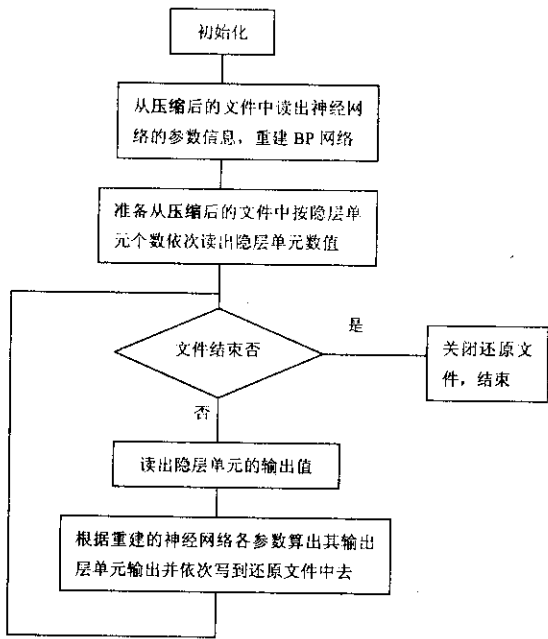 初始化
从压缩后的文件中读出神经网
络的参数信息，重建 BP 网络
准备从压缩后的文件中按隐层单
元个数依次读出隐层单元数值
文件结束否
是
关闭还原文
件，结束
否
读出隐层单元的输出值
根据重建的神经网络各参数算出其输出
层单元输出并依次写到还原文件中去